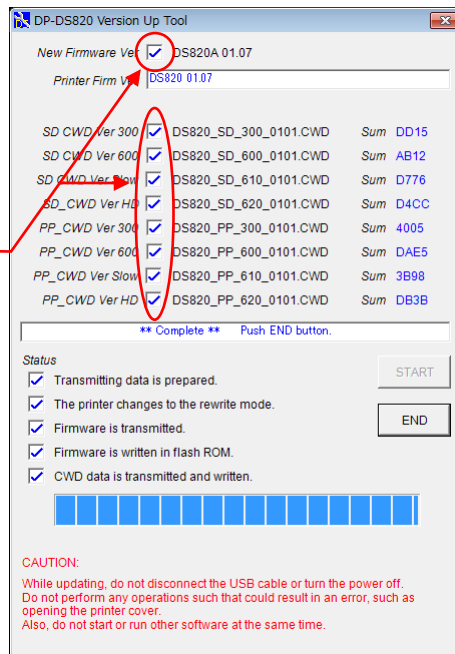 DP-DS820 Version Up Tool
New Firmware Ver DS820A 01.07
Printer Firm Ver DS820 01.07
SD CWD Ver 300 DS820_SD_300_0101.CWD Sum DD15
SD CWD Ver 600 DS820_SD_600_0101.CWD Sum AB12
SD CWD Ver Slow DS820_SD_610_0101.CWD Sum D776
SD_CWD Ver HD DS820_SD_620_0101.CWD Sum D4CC
PP_CWD Ver 300 DS820_PP_300_0101.CWD Sum 4005
PP_CWD Ver 600 DS820_PP_600_0101.CWD Sum DAE5
PP_CWD Ver Slow DS820_PP_610_0101.CWD Sum 3B98
PP_CWD Ver HD DS820_PP_620_0101.CWD Sum DB3B
** Complete ** Push END button.
Status
Transmitting data is prepared.
START
The printer changes to the rewrite mode.
Firmware is transmitted.
END
Firmware is written in flash ROM.
CWD data is transmitted and written.
CAUTION:
While updating, do not disconnect the USB cable or turn the power off.
Do not perform any operations such that could result in an error, such as
opening the printer cover.
Also, do not start or run other software at the same time.